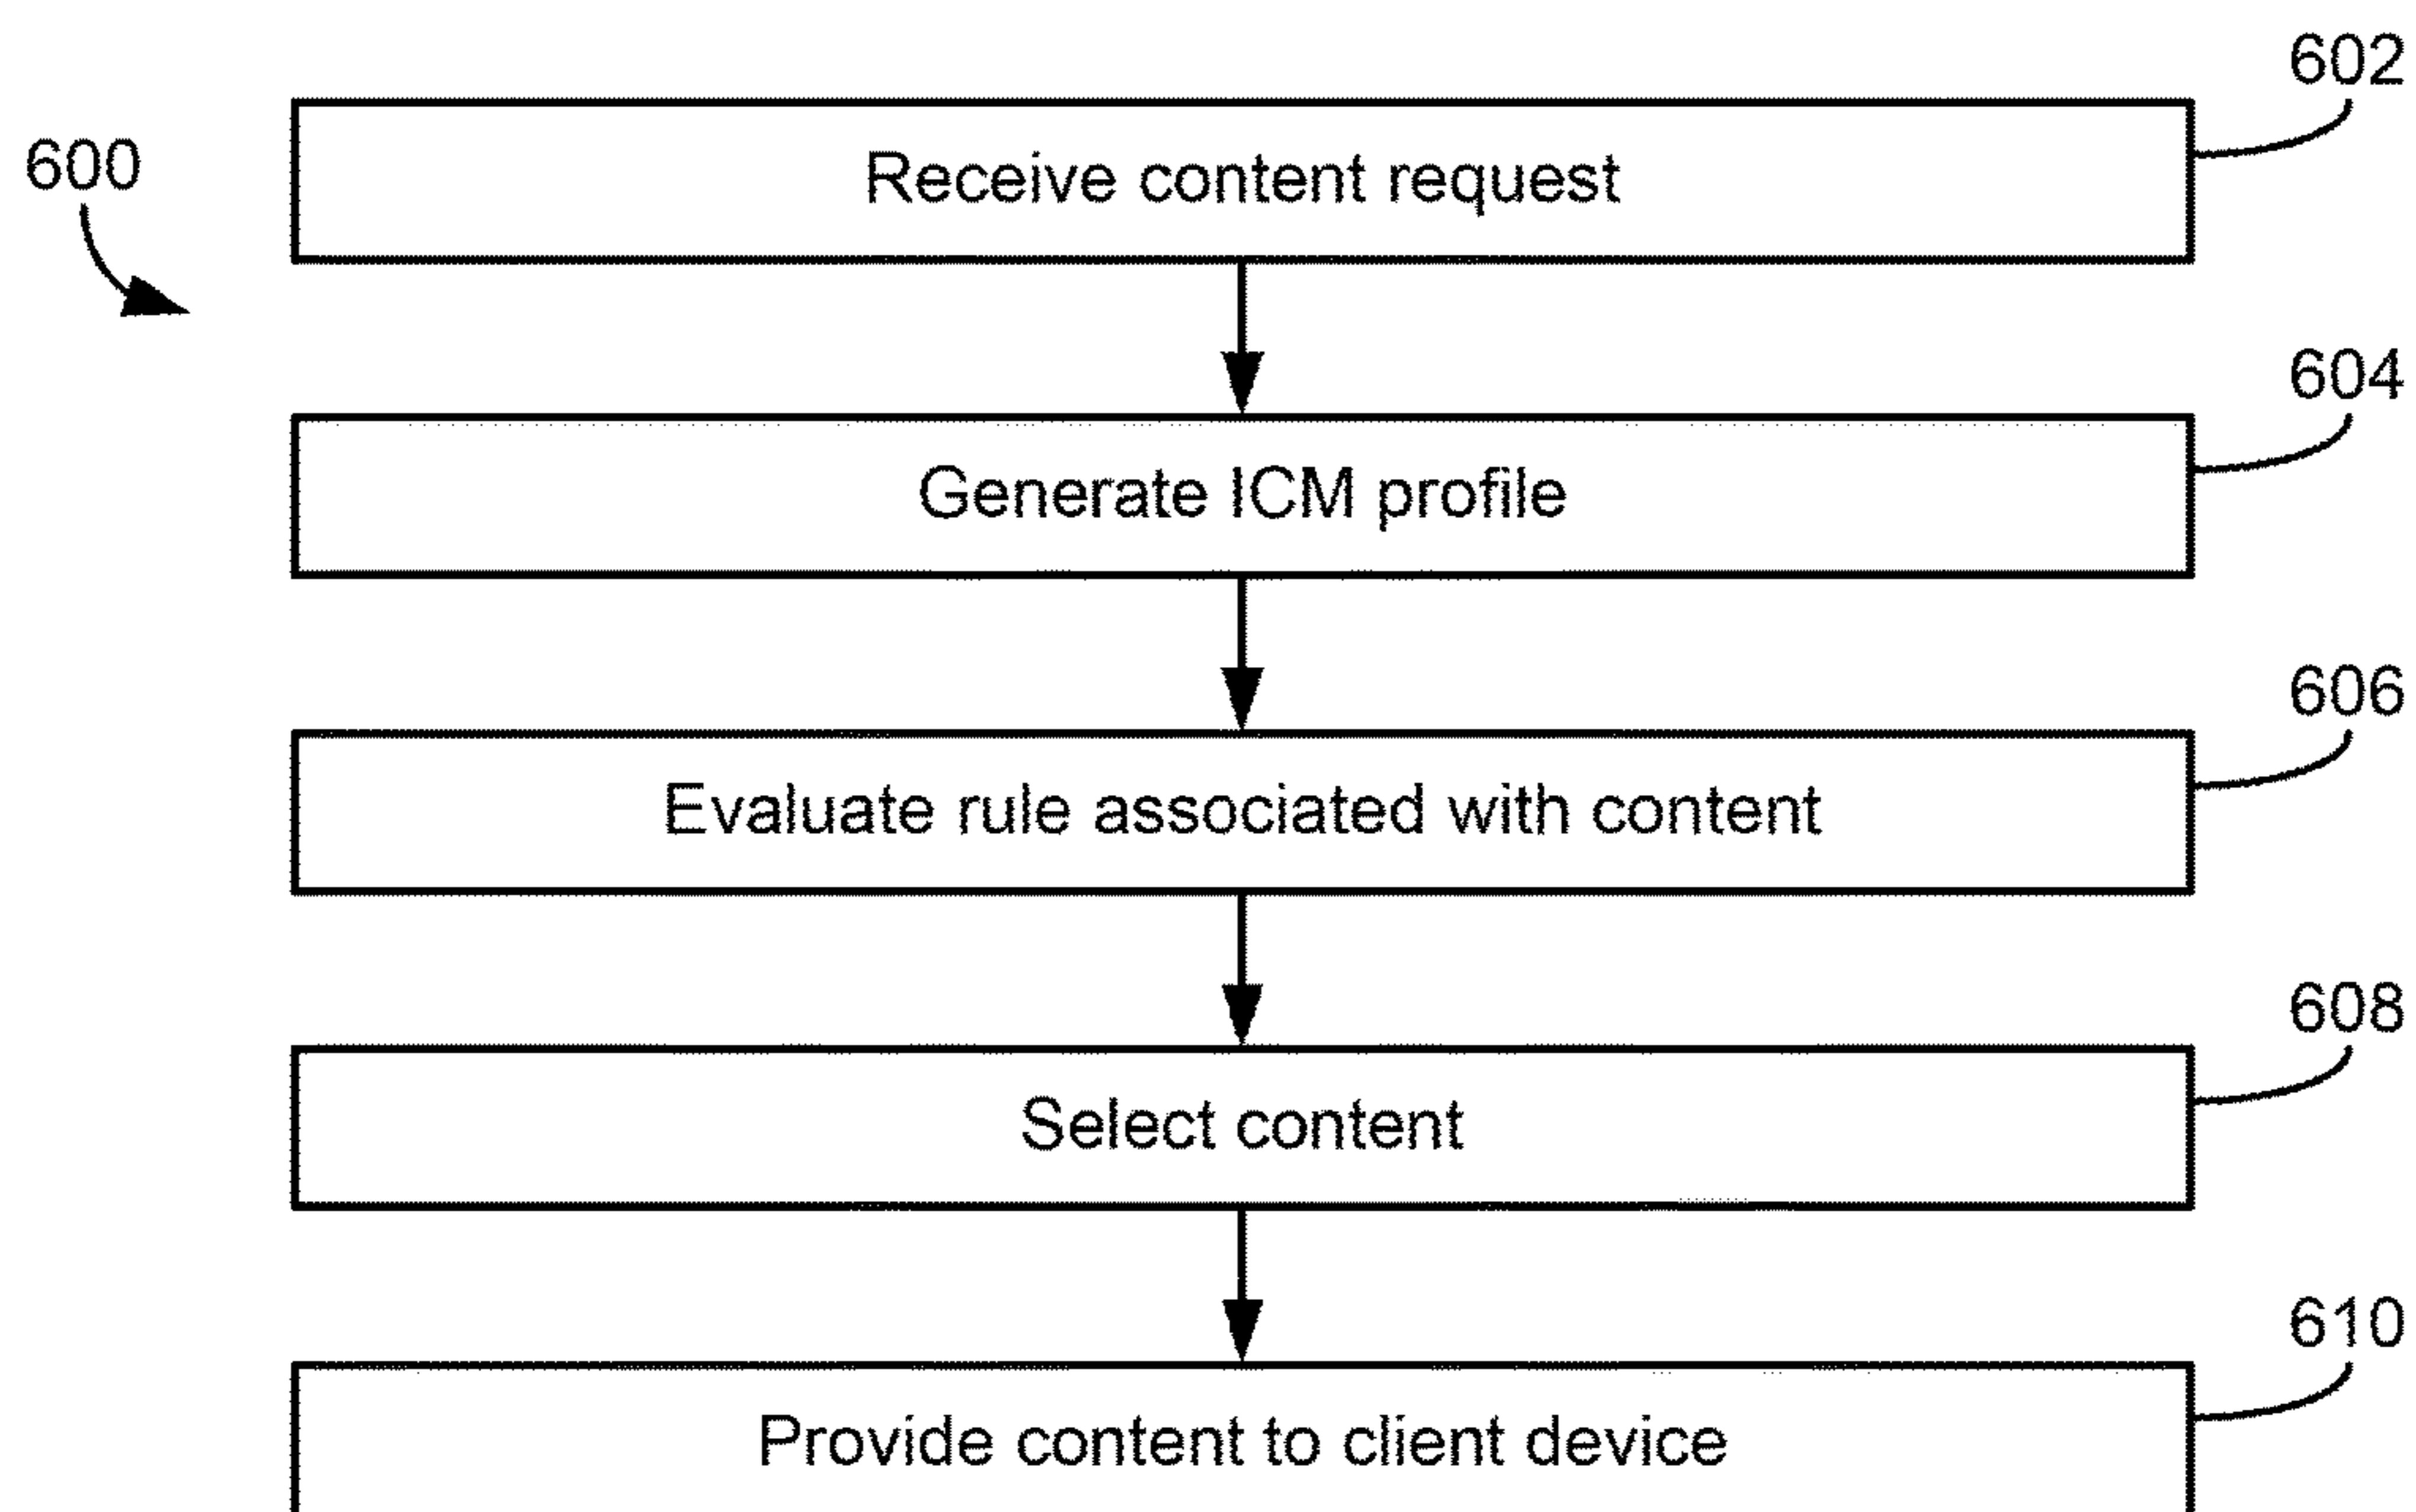 602
600
Receive content request
604
Generate ICM profile
606
Evaluate rule associated with content
608
Select content
610
Provide content to client device